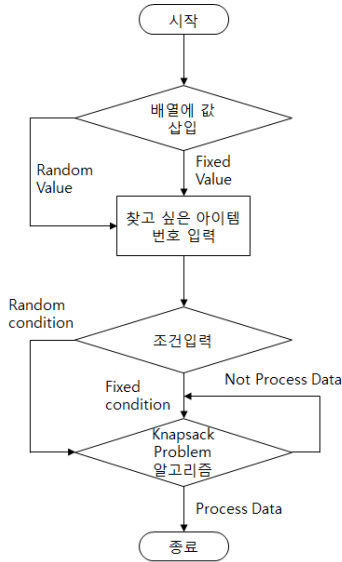 시작
배열에 값
삽입
Random
Value
Fixed
Value
찾고 싶은 아이템
번호 입력
Random
condition
조건입력
Fixed
condition
Not Process Data
Knapsack
Problem
알고리즘
Process Data
종료